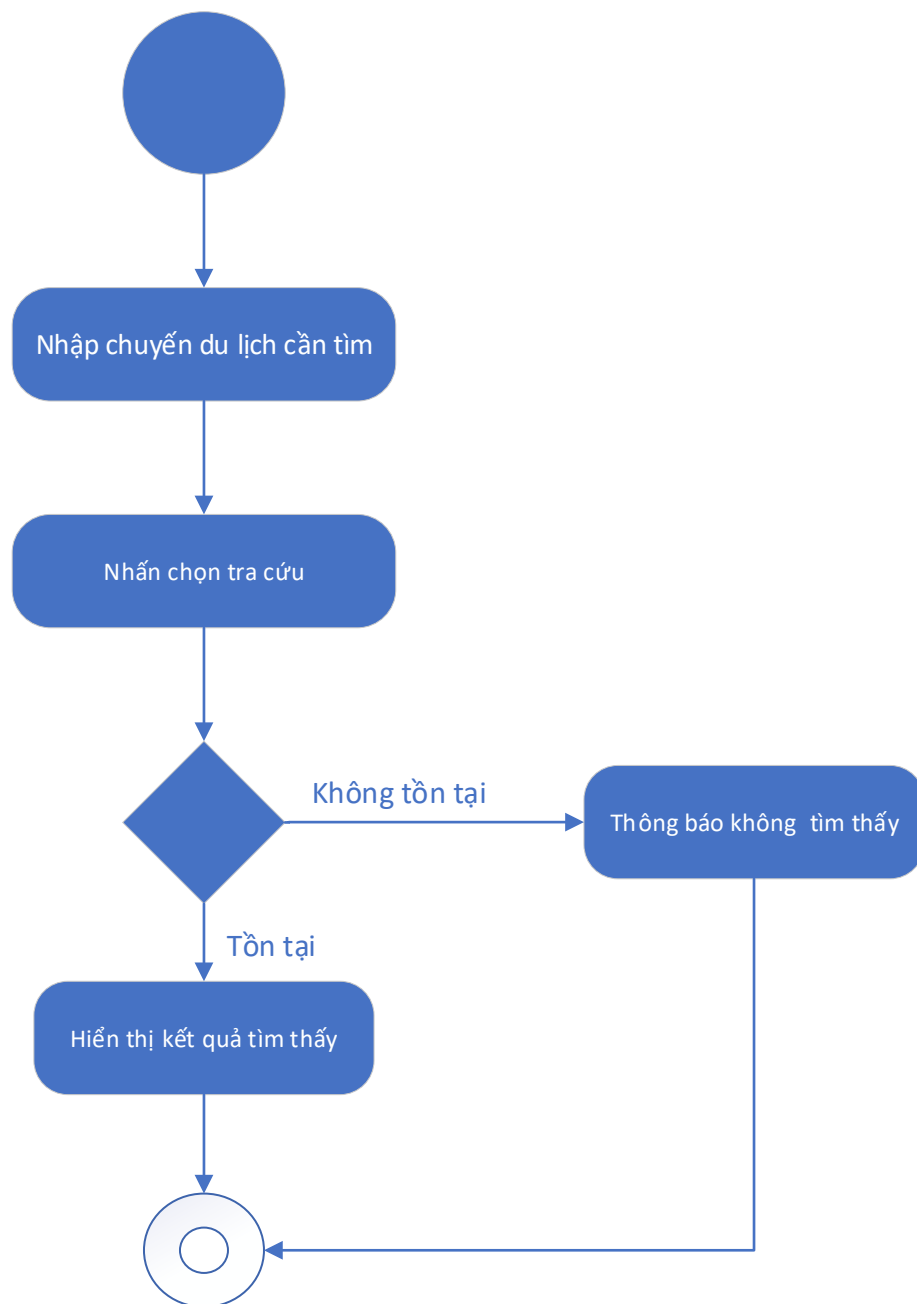 Nhập chuyến du lịch cần tìm
Nhấn chọn tra cứu
Không tồn tại
Thông báo không tìm thấy
Tồn tại
Hiển thị kết quả tìm thấy